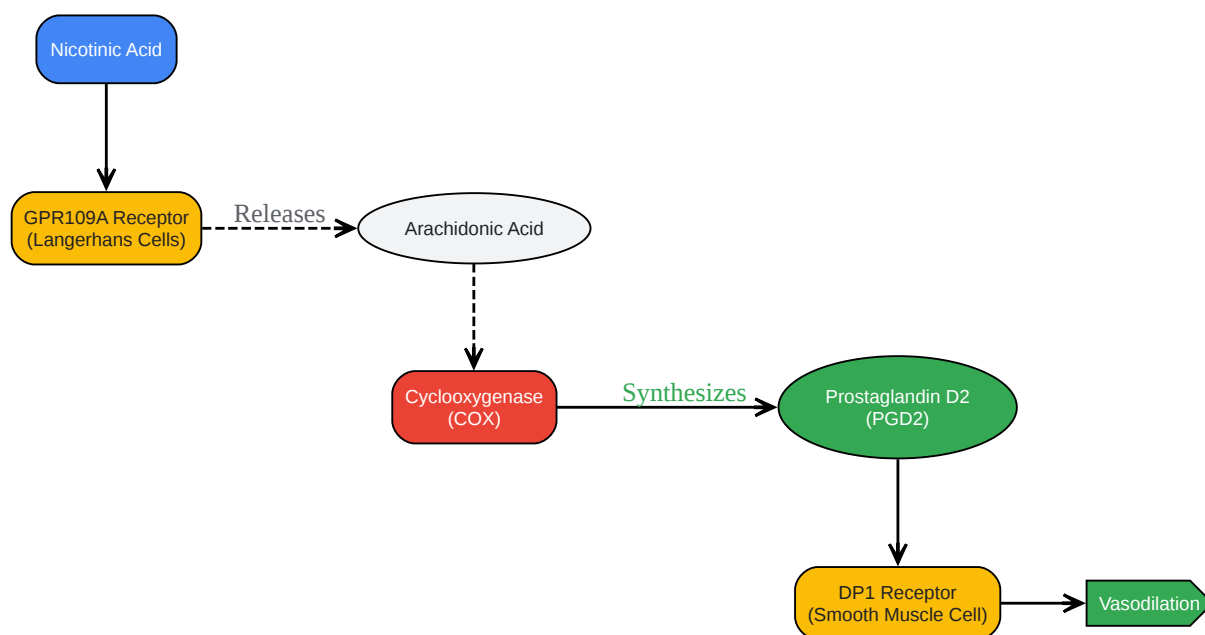 Nicotinic Acid
GPR109A Receptor
(Langerhans Cells)
Releases
Arachidonic Acid
Cyclooxygenase
(COX)
Synthesizes
Prostaglandin D2
(PGD2)
DP1 Receptor
(Smooth Muscle Cell)
Vasodilation